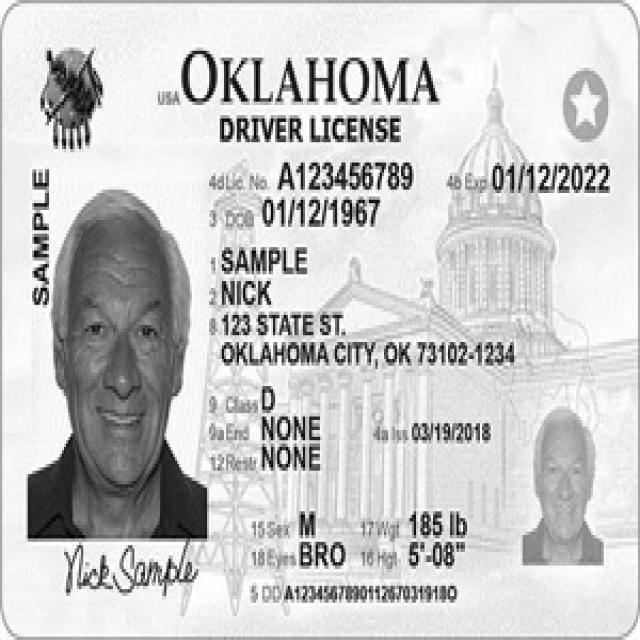 USA OKLAHOMA
DRIVER LICENSE
SAMPLE
4d Lic. No. A123456789 4b Exp 01/12/2022
3 DOB 01/12/1967
1 SAMPLE
2 NICK
8 123 STATE ST.
OKLAHOMA CITY, OK 73102-1234
9 Class D
9a End NONE 4a Iss 03/19/2018
12 Restr NONE
15 Sex M 17 Wgt 185 lb
18 Eyes BRO 16 Hgt 5'-08"
5 DD A1234567890112670319180
Nick Sample